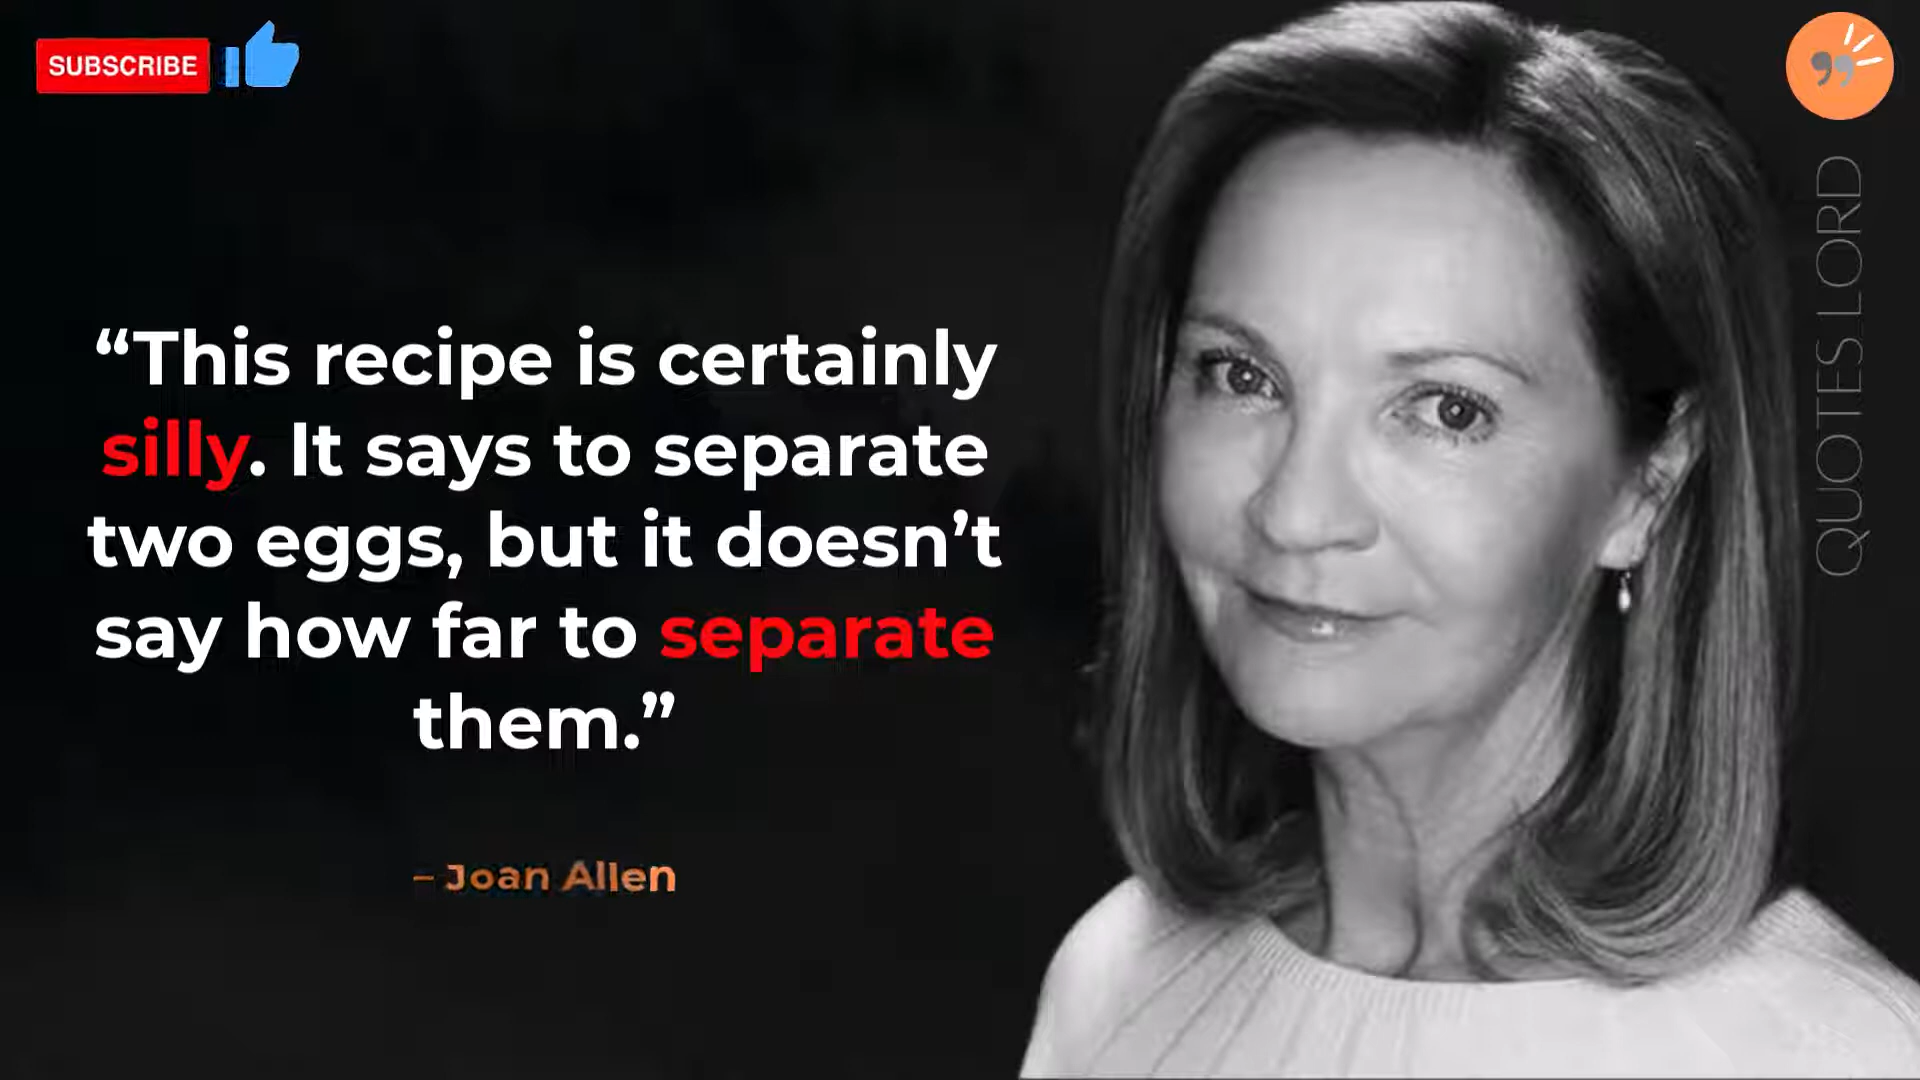 SUBSCRIBE
“This recipe is certainly
silly. It says to separate
two eggs, but it doesn’t
say how far to separate
them.”
– Joan Allen
QUOTES LORD